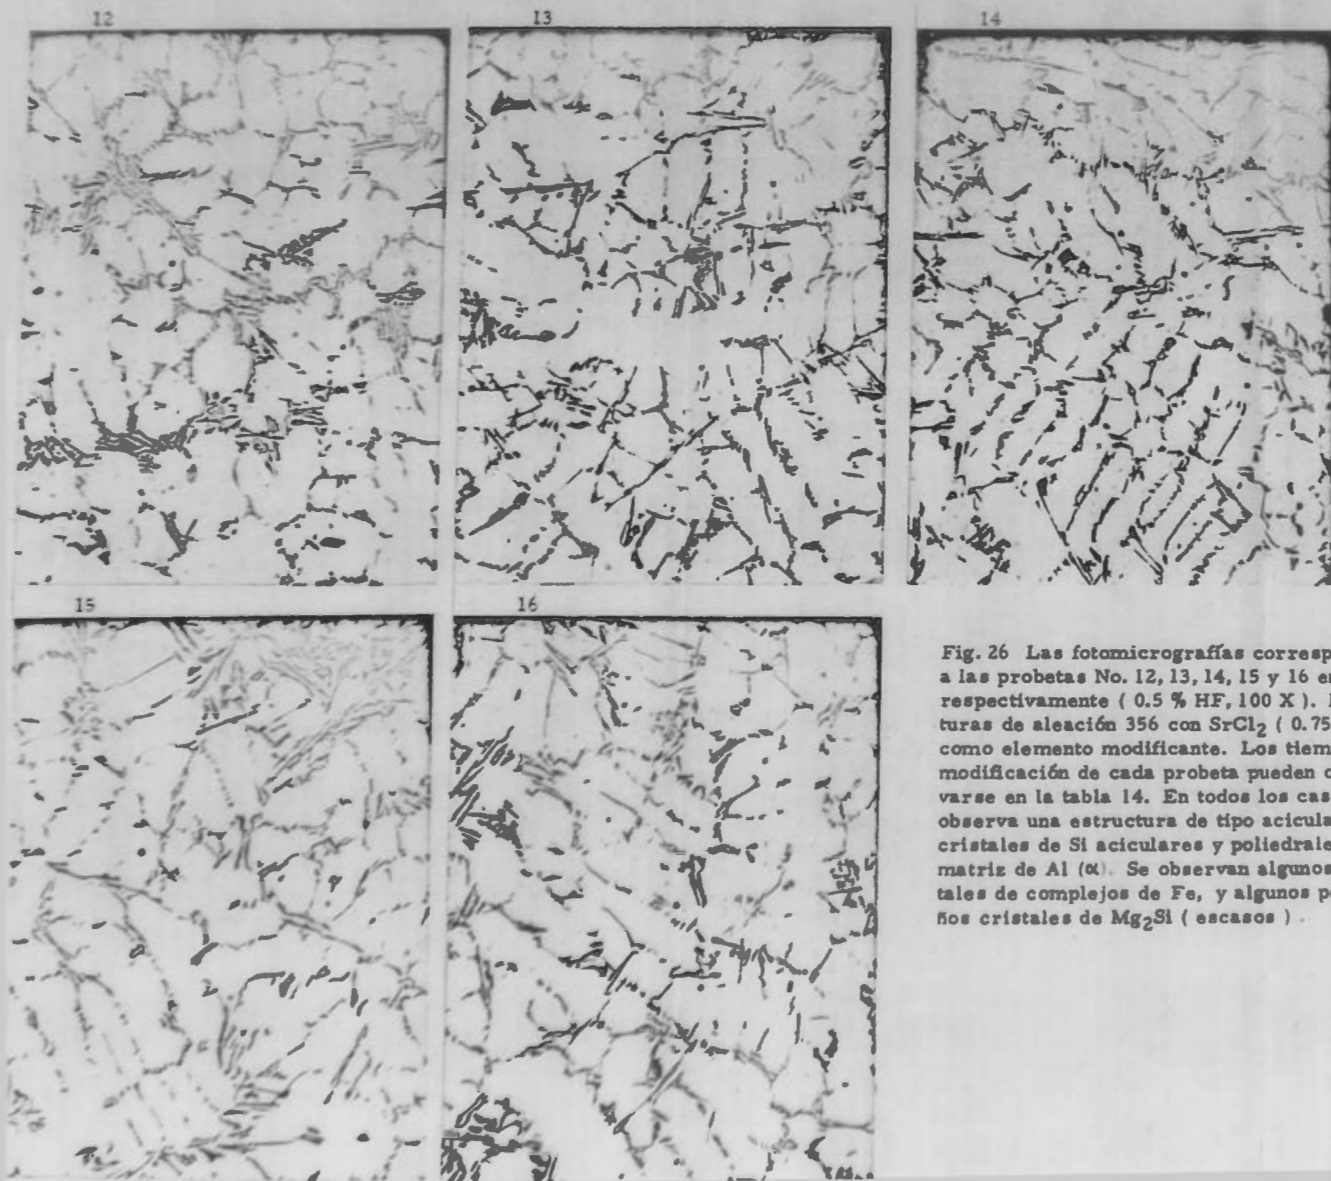 12 13 14
15 16
Fig. 26 Las fotomicrografías corresp
a las probetas No. 12, 13, 14, 15 y 16 en
respectivamente ( 0.5 % HF, 100 X ).
turas de aleación 356 con SrCl₂ ( 0.75
como elemento modificante. Los tiem
modificación de cada probeta pueden o
varse en la tabla 14. En todos los cas
observa una estructura de tipo acicula
cristales de Si aciculares y poliedrale
matriz de Al (α) Se observan algunos
tales de complejos de Fe, y algunos pe
ños cristales de Mg₂Si ( escasos ) .